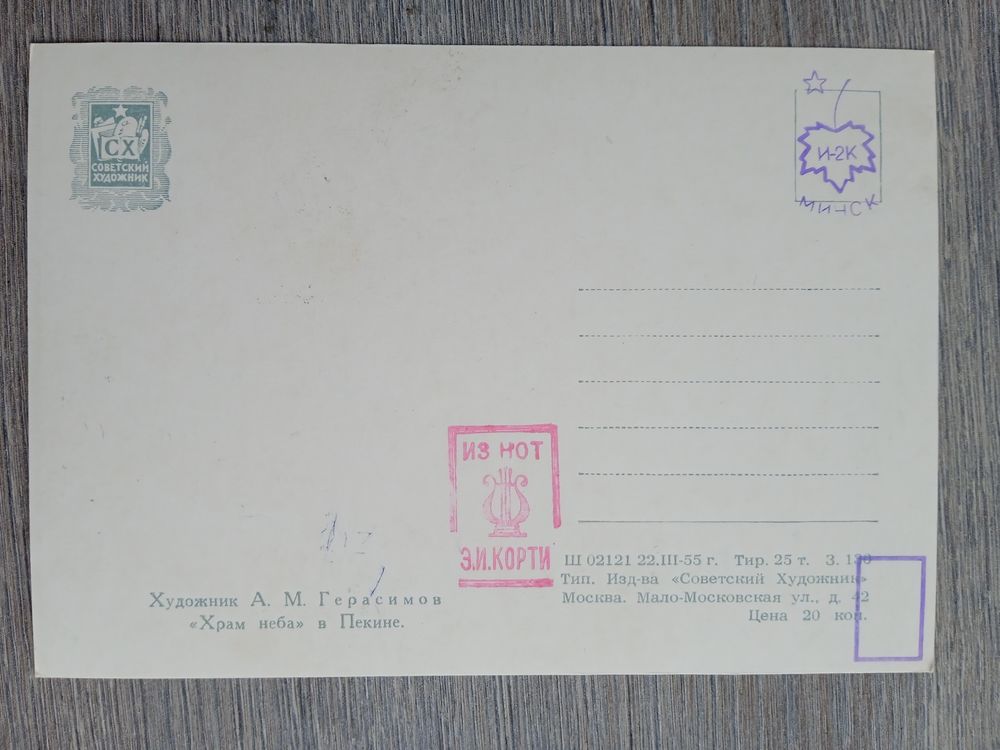 СХ
СОВЕТСКИЙ
ХУДОЖНИК
И-2К
МИНСК
ИЗ НОТ
Э.И.КОРТИ
Художник А. М. Герасимов
«Храм неба» в Пекине.
Ш 02121 22.III-55 г. Тир. 25 т. З.
Тип. Изд-ва «Советский Художник»
Москва. Мало-Московская ул., д. 42
Цена 20 коп.